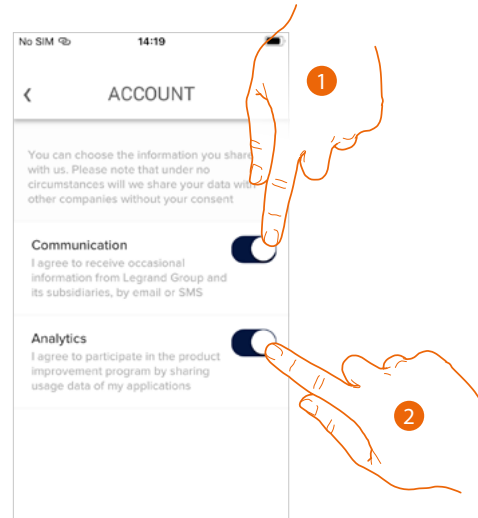 No SIM 14:19
ACCOUNT
1
You can choose the information you share
with us. Please note that under no
circumstances will we share your data with
other companies without your consent
Communication
I agree to receive occasional
information from Legrand Group and
its subsidiaries, by email or SMS
Analytics
I agree to participate in the product
improvement program by sharing
usage data of my applications
2